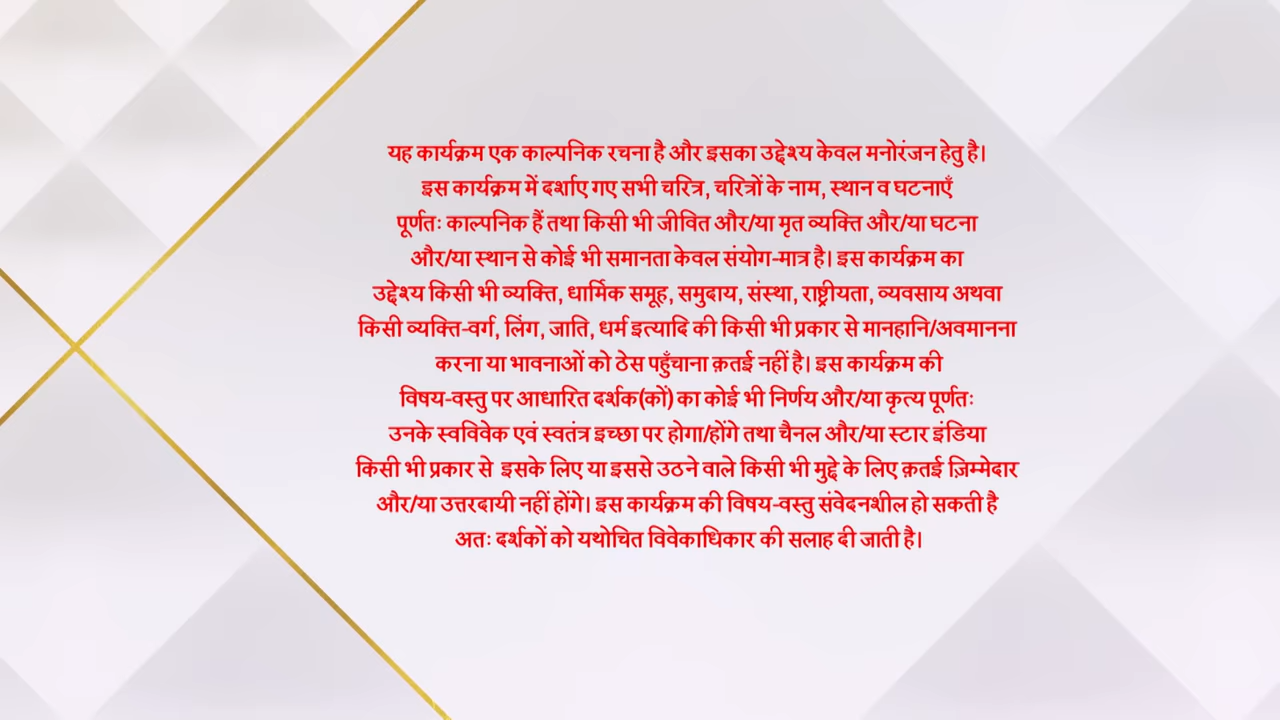 यह कार्यक्रम एक काल्पनिक रचना है और इसका उद्देश्य केवल मनोरंजन हेतु है।
इस कार्यक्रम में दर्शाए गए सभी चरित्र, चरित्रों के नाम, स्थान व घटनाएँ
पूर्णतः काल्पनिक हैं तथा किसी भी जीवित और/या मृत व्यक्ति और/या घटना
और/या स्थान से कोई भी समानता केवल संयोग-मात्र है। इस कार्यक्रम का
उद्देश्य किसी भी व्यक्ति, धार्मिक समूह, समुदाय, संस्था, राष्ट्रीयता, व्यवसाय अथवा
किसी व्यक्ति-वर्ग, लिंग, जाति, धर्म इत्यादि की किसी भी प्रकार से मानहानि/अवमानना
करना या भावनाओं को ठेस पहुँचाना क़तई नहीं है। इस कार्यक्रम की
विषय-वस्तु पर आधारित दर्शक(कों) का कोई भी निर्णय और/या कृत्य पूर्णतः
उनके स्वविवेक एवं स्वतंत्र इच्छा पर होगा/होंगे तथा चैनल और/या स्टार इंडिया
किसी भी प्रकार से इसके लिए या इससे उठने वाले किसी भी मुद्दे के लिए क़तई ज़िम्मेदार
और/या उत्तरदायी नहीं होंगे। इस कार्यक्रम की विषय-वस्तु संवेदनशील हो सकती है
अतः दर्शकों को यथोचित विवेकाधिकार की सलाह दी जाती है।